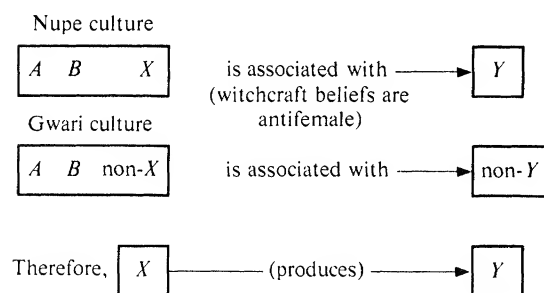 Nupe culture
A B X is associated with Y
(witchcraft beliefs are
antifemale)
Gwari culture
A B non-X is associated with non-Y
Therefore, X (produces) Y